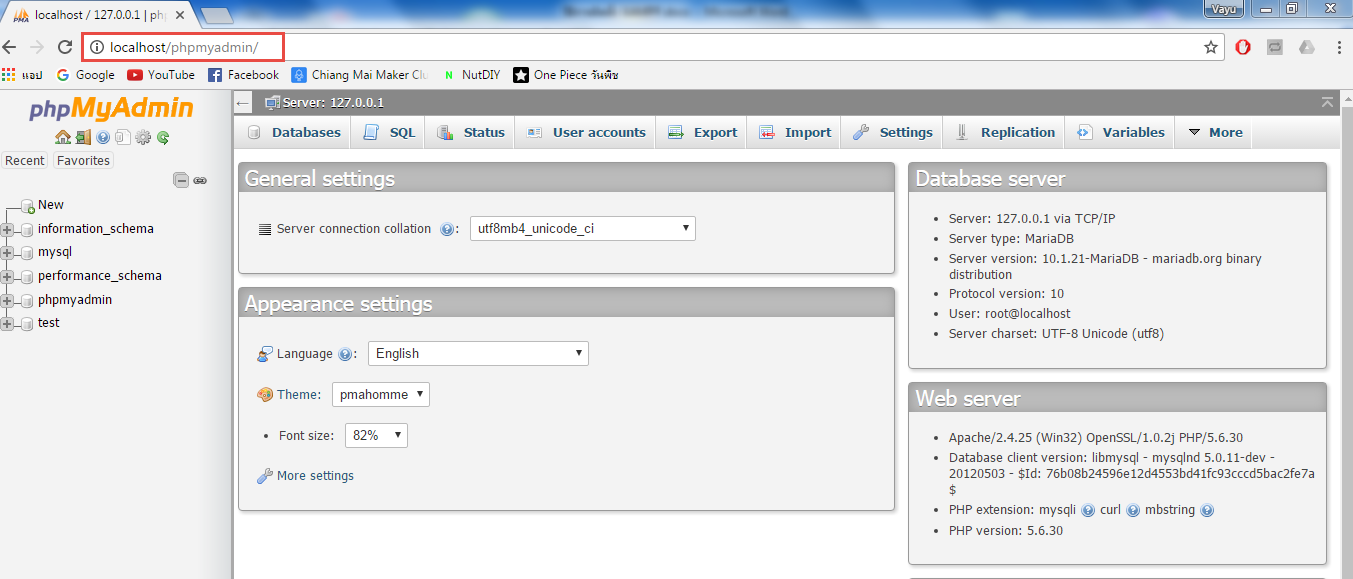 localhost / 127.0.0.1 | ph
Vayu
localhost/phpmyadmin/
แอป Google YouTube Facebook Chiang Mai Maker Clu NutDIY One Piece วันพีซ
phpMyAdmin
Recent Favorites
New
information_schema
mysql
performance_schema
phpmyadmin
test
Server: 127.0.0.1
Databases SQL Status User accounts Export Import Settings Replication Variables More
General settings
Server connection collation : utf8mb4_unicode_ci
Appearance settings
Language : English
Theme: pmahomme
Font size: 82%
More settings
Database server
Server: 127.0.0.1 via TCP/IP
Server type: MariaDB
Server version: 10.1.21-MariaDB - mariadb.org binary
distribution
Protocol version: 10
User: root@localhost
Server charset: UTF-8 Unicode (utf8)
Web server
Apache/2.4.25 (Win32) OpenSSL/1.0.2j PHP/5.6.30
Database client version: libmysql - mysqlnd 5.0.11-dev -
20120503 - $Id: 76b08b24596e12d4553bd41fc93cccd5bac2fe7a
$
PHP extension: mysqli curl mbstring
PHP version: 5.6.30